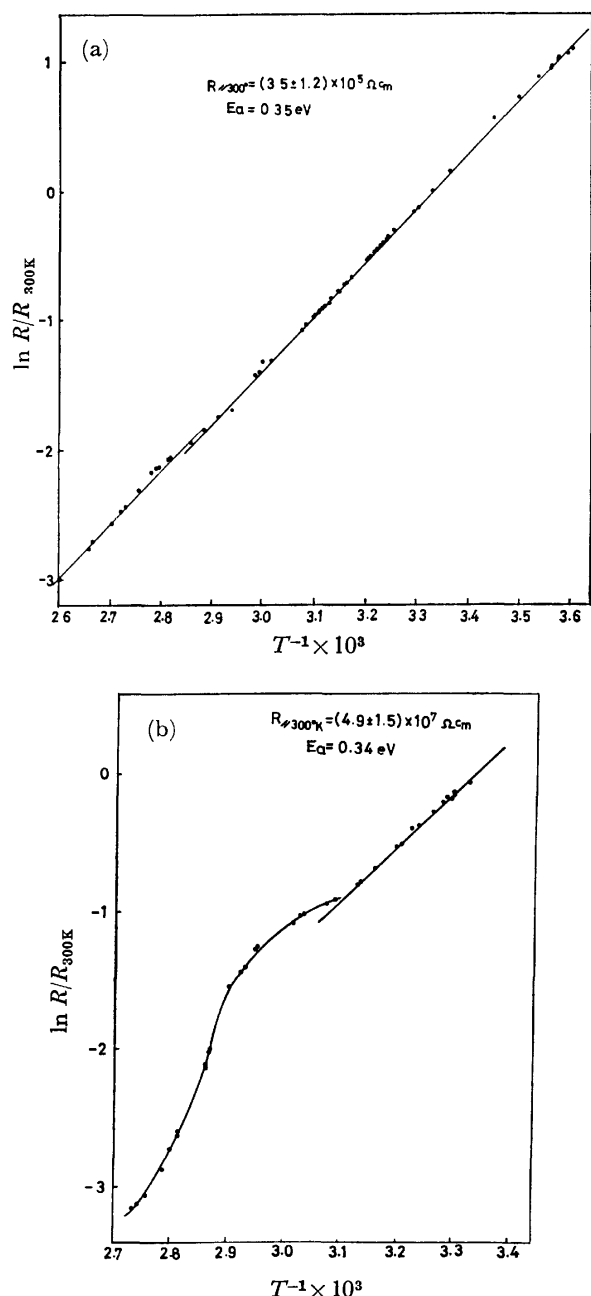 (a)
R∥300°=(3.5±1.2)×10⁵ Ωcm
Ea = 0.35 eV
1
0
-1
-2
-3
ln R/R 300K
2.6 2.7 2.8 2.9 3.0 3.1 3.2 3.3 3.4 3.5 3.6
T⁻¹ × 10³
(b)
R∥300°K=(4.9±1.5)×10⁷ Ωcm
Ea= 0.34 eV
0
-1
-2
-3
ln R/R300K
2.7 2.8 2.9 3.0 3.1 3.2 3.3 3.4
T⁻¹ × 10³